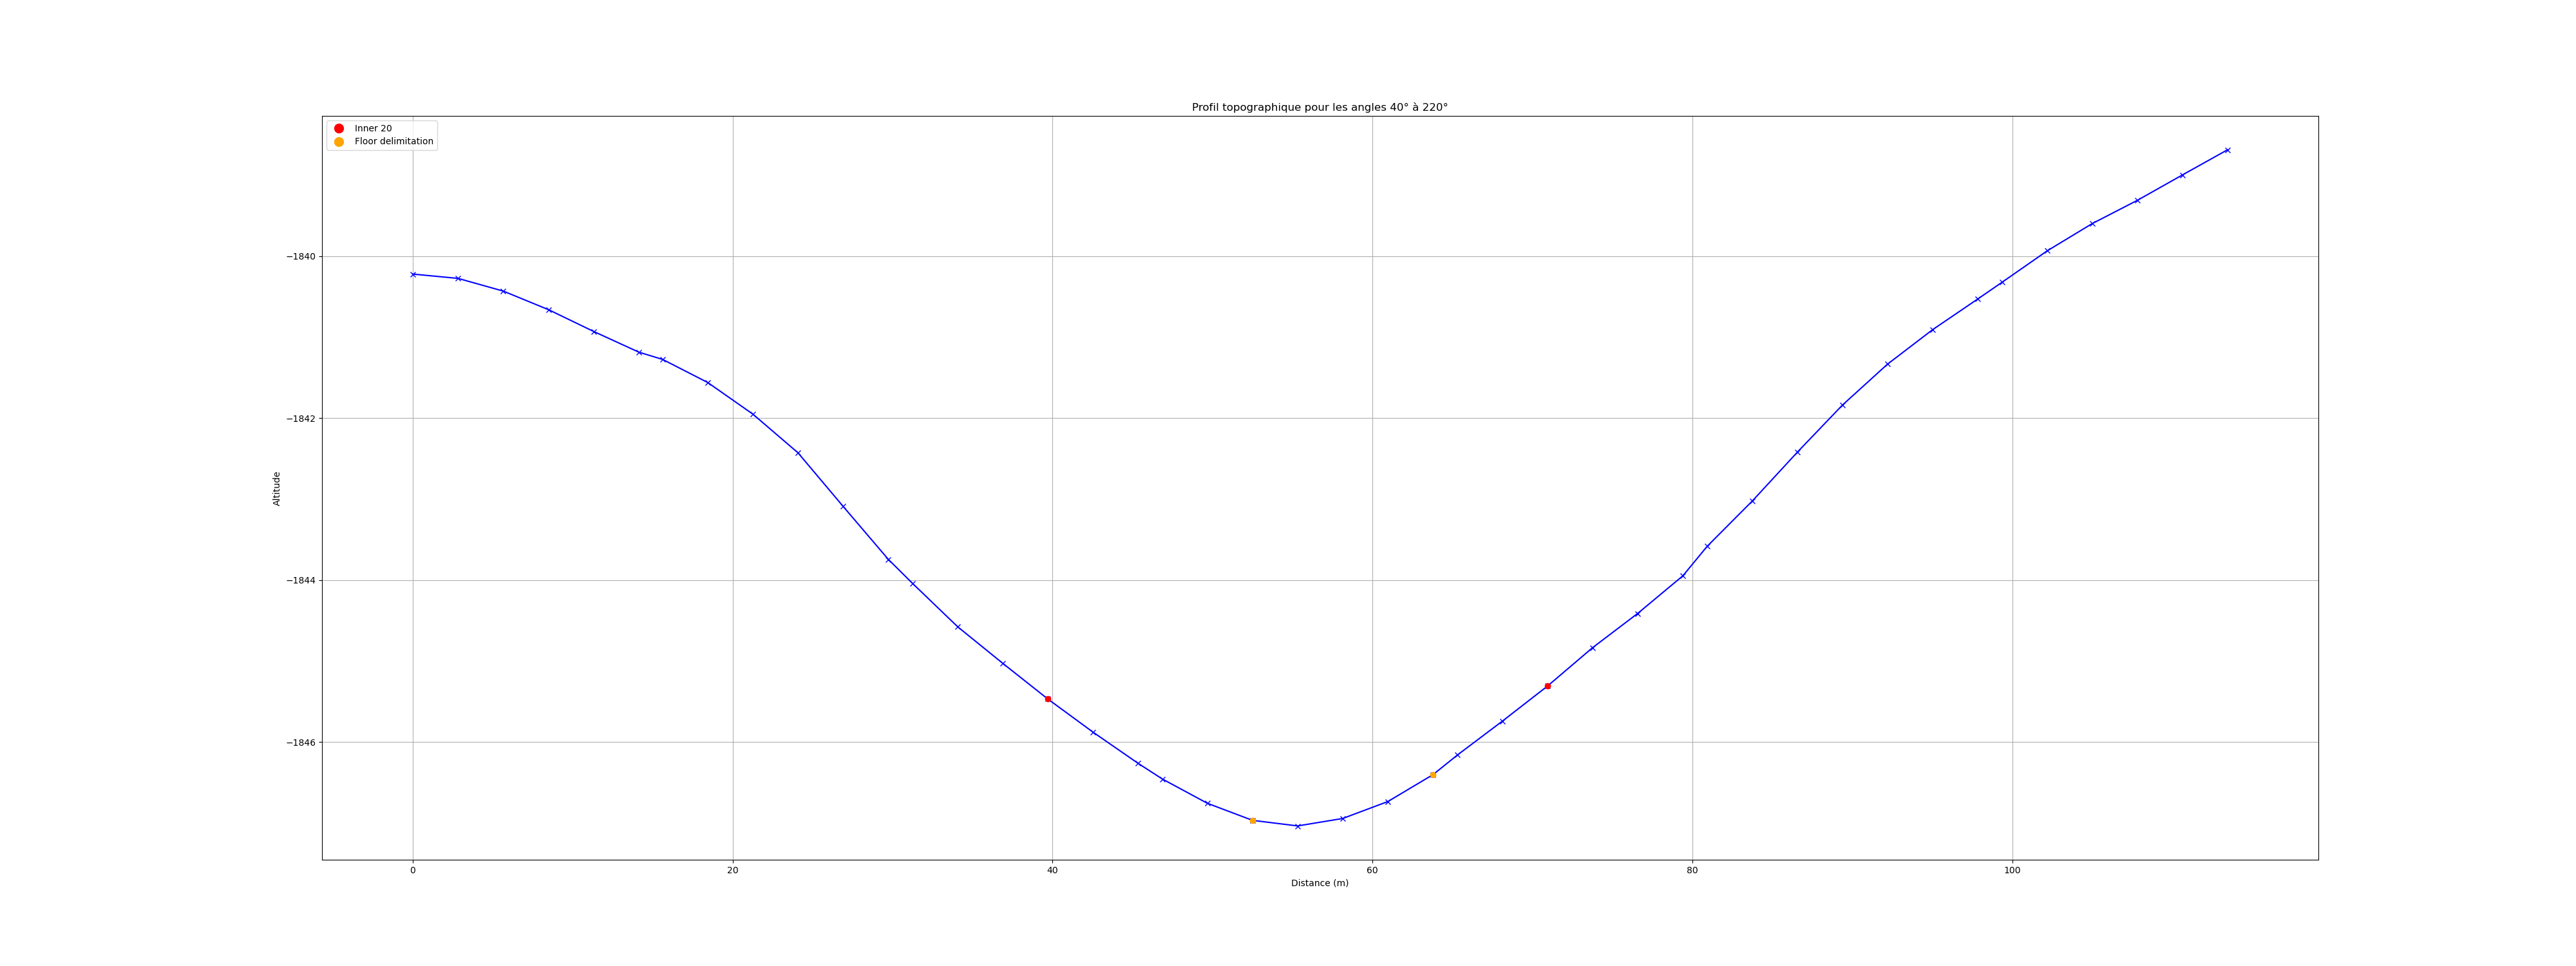 Profil topographique pour les angles 40° à 220°
Inner 20
Floor delimitation
−1840
−1842
−1844
−1846
Altitude
0 20 40 60 80 100
Distance (m)